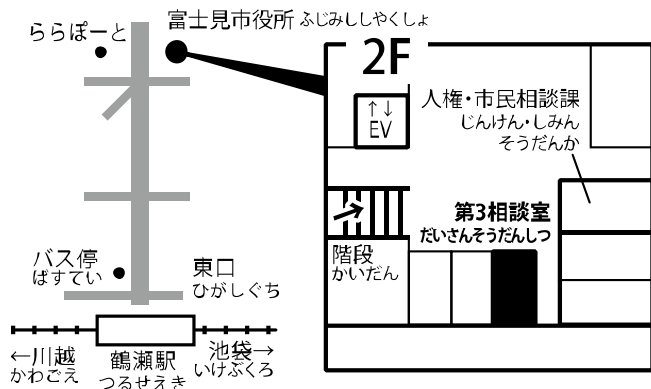 富士見市役所 ふじみししやくしょ
ららぽーと
2F
↑↓
EV
人権・市民相談課
じんけん・しみん
そうだんか
第3相談室
だいさんそうだんしつ
階段
かいだん
バス停
ばすてい
東口
ひがしぐち
←川越
かわごえ
鶴瀬駅
つるせえき
池袋→
いけぶくろ